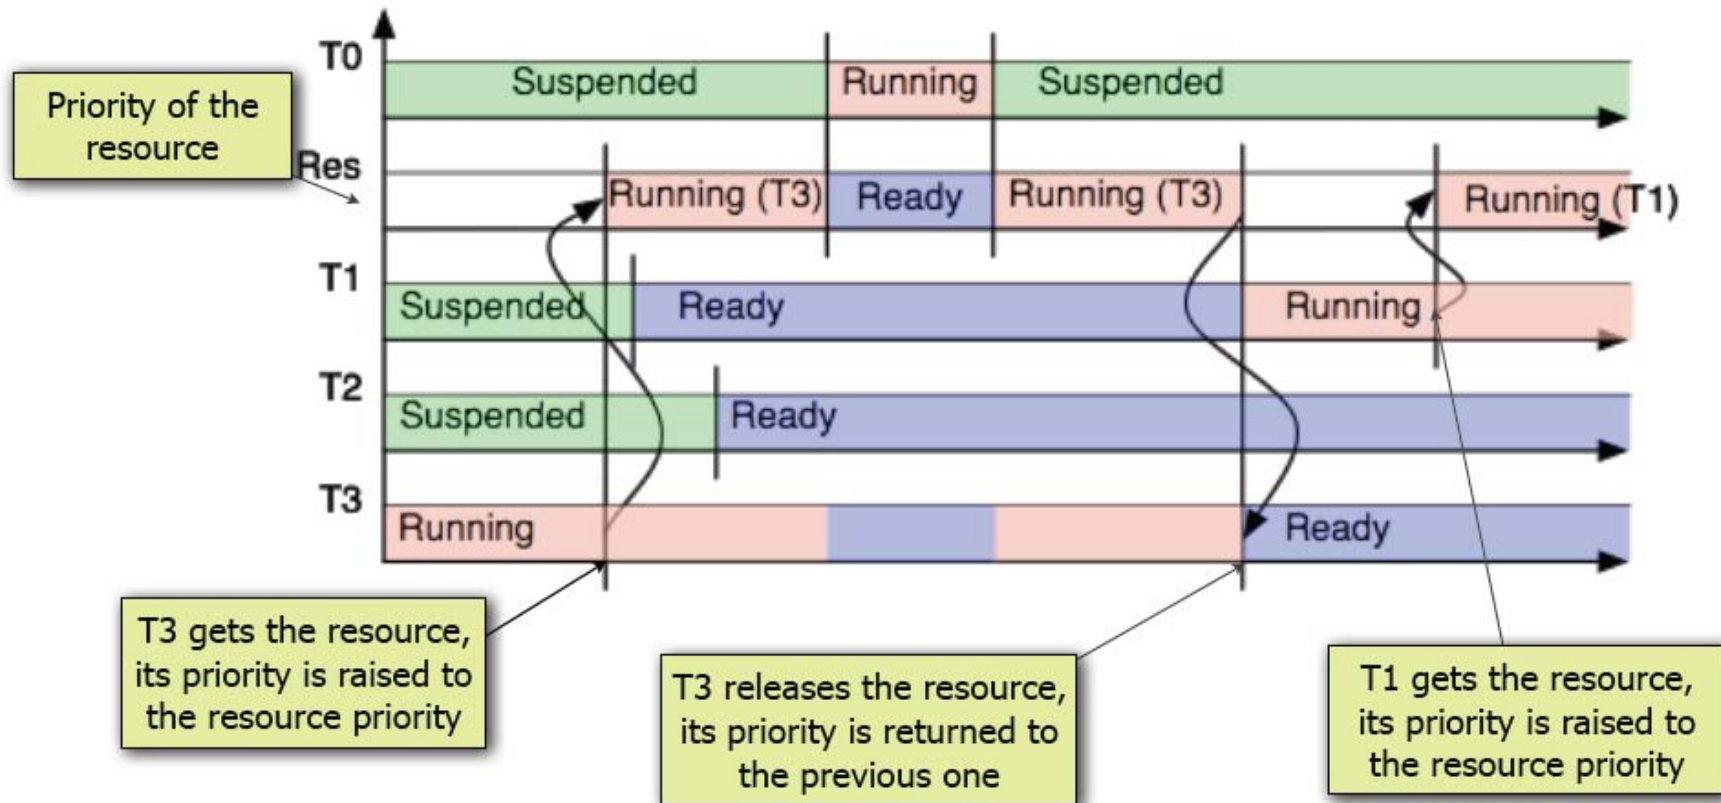 T0
Suspended
Running
Suspended
Priority of the
resource
Res
Running (T3)
Ready
Running (T3)
Running (T1)
T1
Suspended
Ready
Running
T2
Suspended
Ready
T3
Running
Ready
T3 gets the resource,
its priority is raised to
the resource priority
T3 releases the resource,
its priority is returned to
the previous one
T1 gets the resource,
its priority is raised to
the resource priority